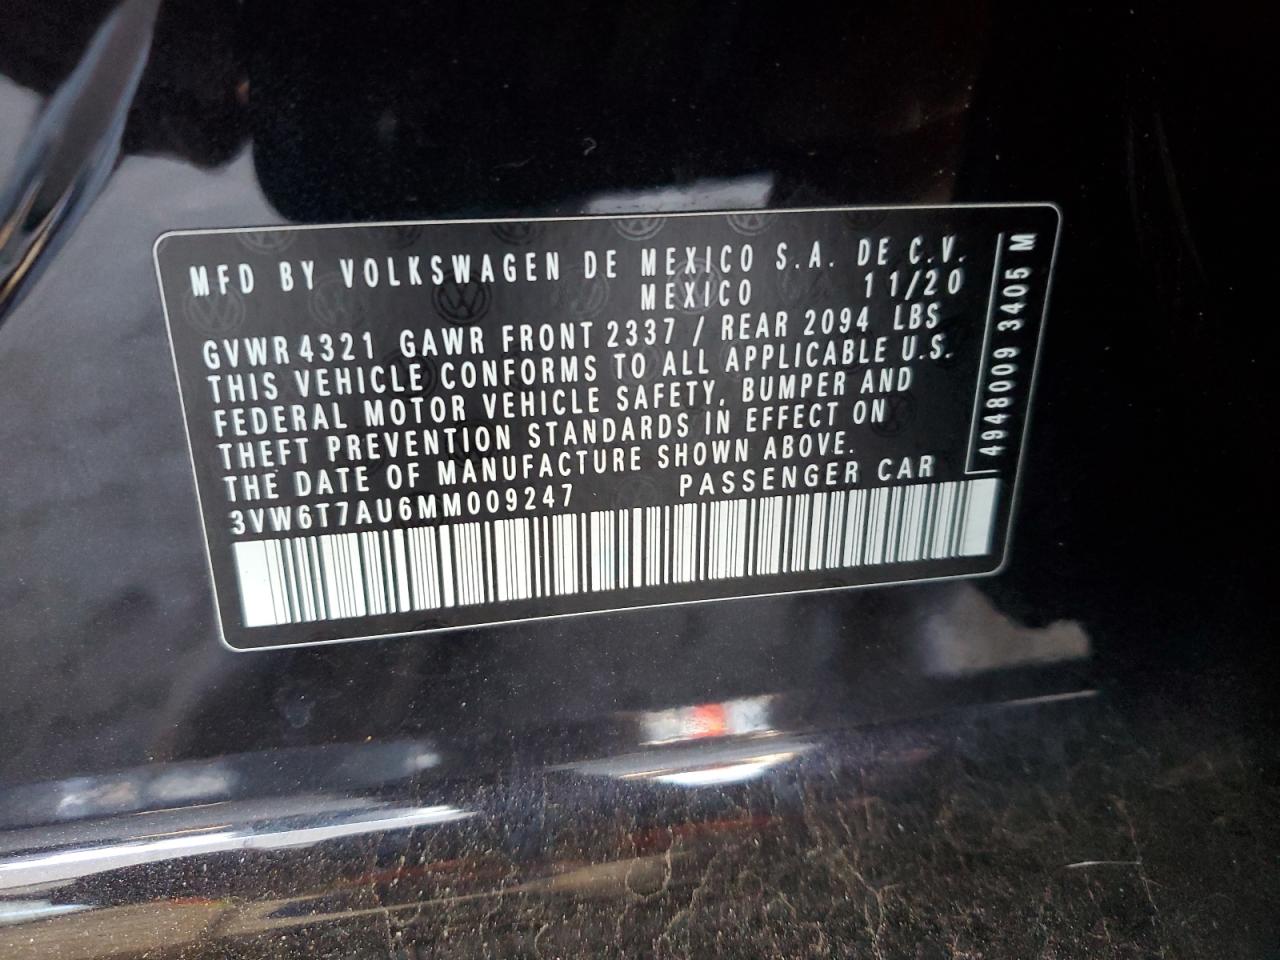 MFD BY VOLKSWAGEN DE MEXICO S.A. DE C.V.
MEXICO 11/20
GVWR 4321 GAWR FRONT 2337 / REAR 2094 LBS
THIS VEHICLE CONFORMS TO ALL APPLICABLE U.S.
FEDERAL MOTOR VEHICLE SAFETY, BUMPER AND
THEFT PREVENTION STANDARDS IN EFFECT ON
THE DATE OF MANUFACTURE SHOWN ABOVE.
3VW6T7AU6MM009247 PASSENGER CAR
4948009 3405 M